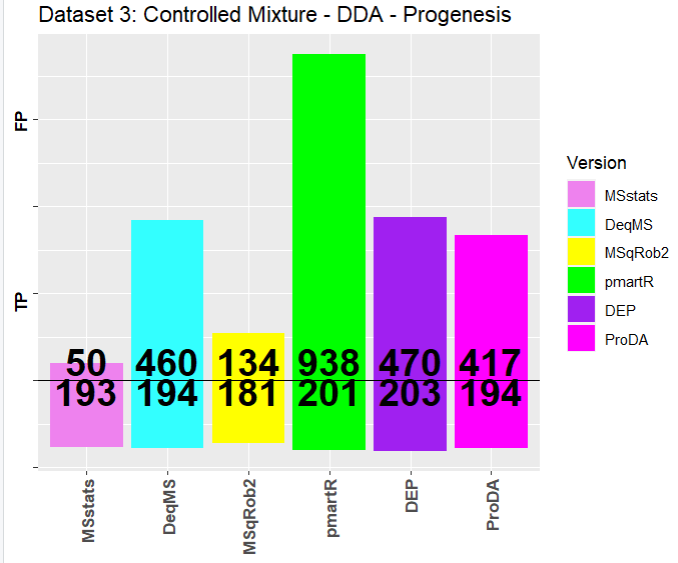 Dataset 3: Controlled Mixture - DDA - Progenesis
FP
TP
50 460 134 938 470 417
193 194 181 201 203 194
MSstats
DeqMS
MSqRob2
pmartR
DEP
ProDA
Version
MSstats
DeqMS
MSqRob2
pmartR
DEP
ProDA